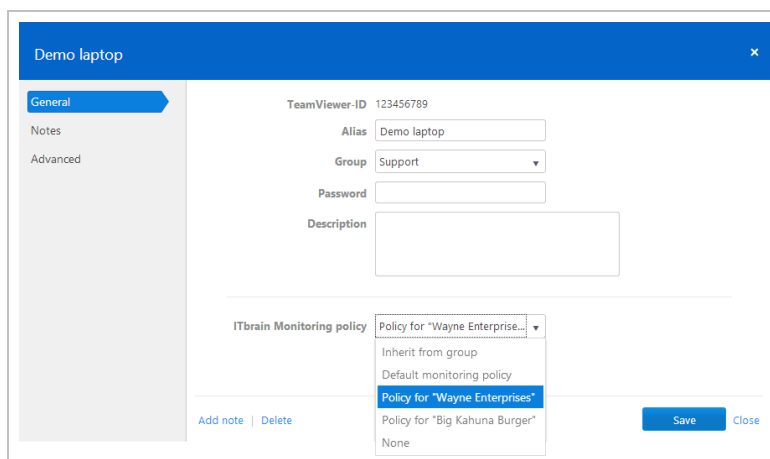 Demo laptop ×
General
Notes
Advanced
TeamViewer-ID 123456789
Alias Demo laptop
Group Support
Password
Description
ITbrain Monitoring policy Policy for "Wayne Enterprise...
Inherit from group
Default monitoring policy
Policy for "Wayne Enterprises"
Policy for "Big Kahuna Burger"
None
Add note | Delete
Save Close